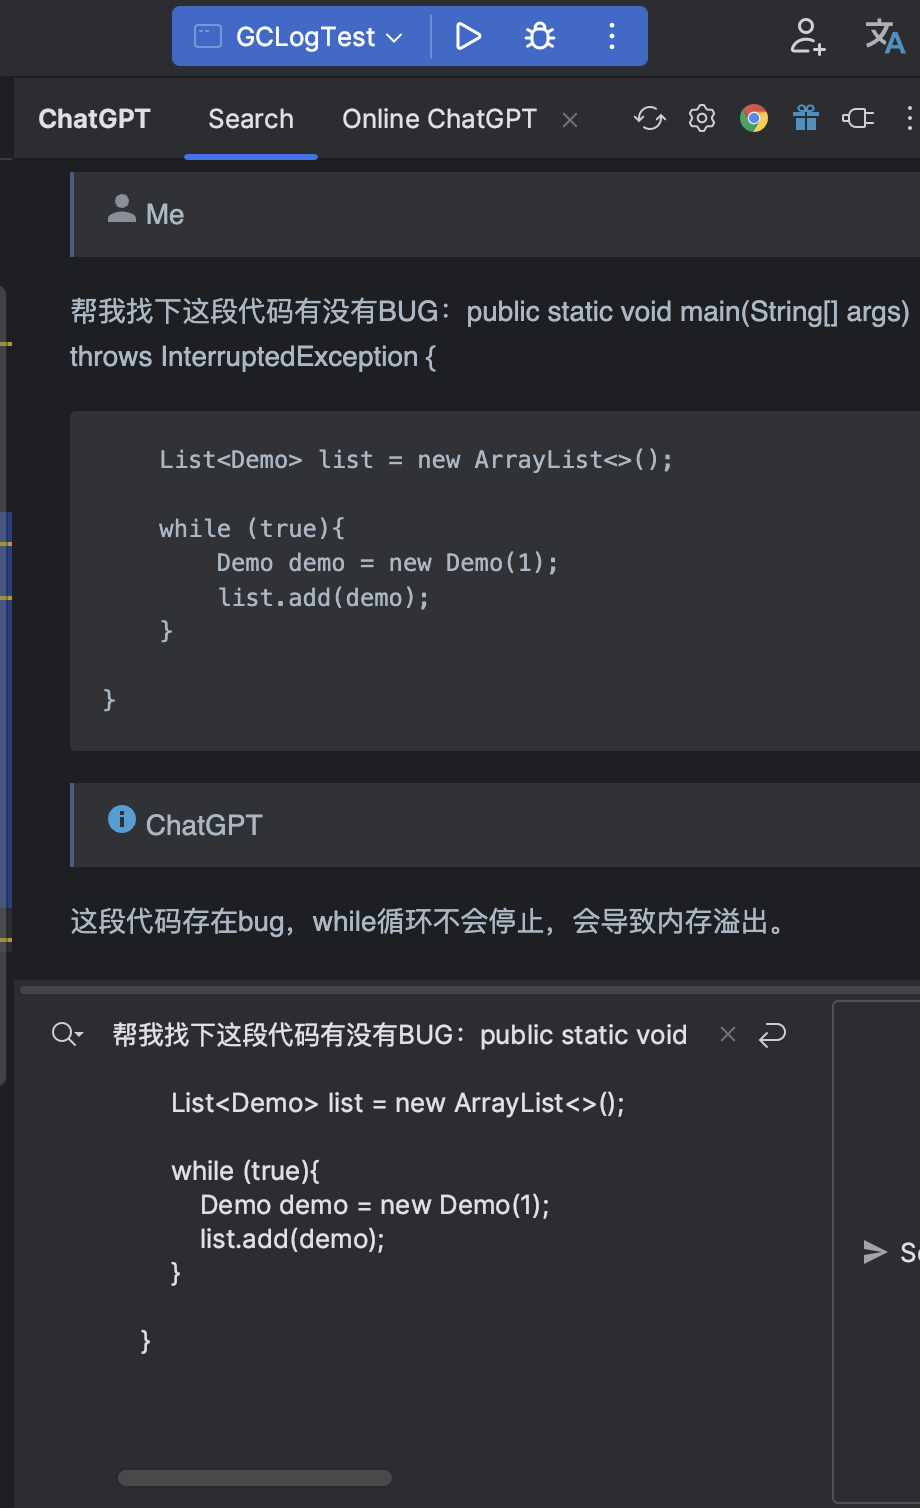 GCLogTest
文A
ChatGPT Search Online ChatGPT
Me
帮我找下这段代码有没有BUG：public static void main(String[] args)
throws InterruptedException {
List<Demo> list = new ArrayList<>();
while (true){
Demo demo = new Demo(1);
list.add(demo);
}
}
ChatGPT
这段代码存在bug，while循环不会停止，会导致内存溢出。
帮我找下这段代码有没有BUG：public static void
List<Demo> list = new ArrayList<>();
while (true){
Demo demo = new Demo(1);
list.add(demo);
}
}